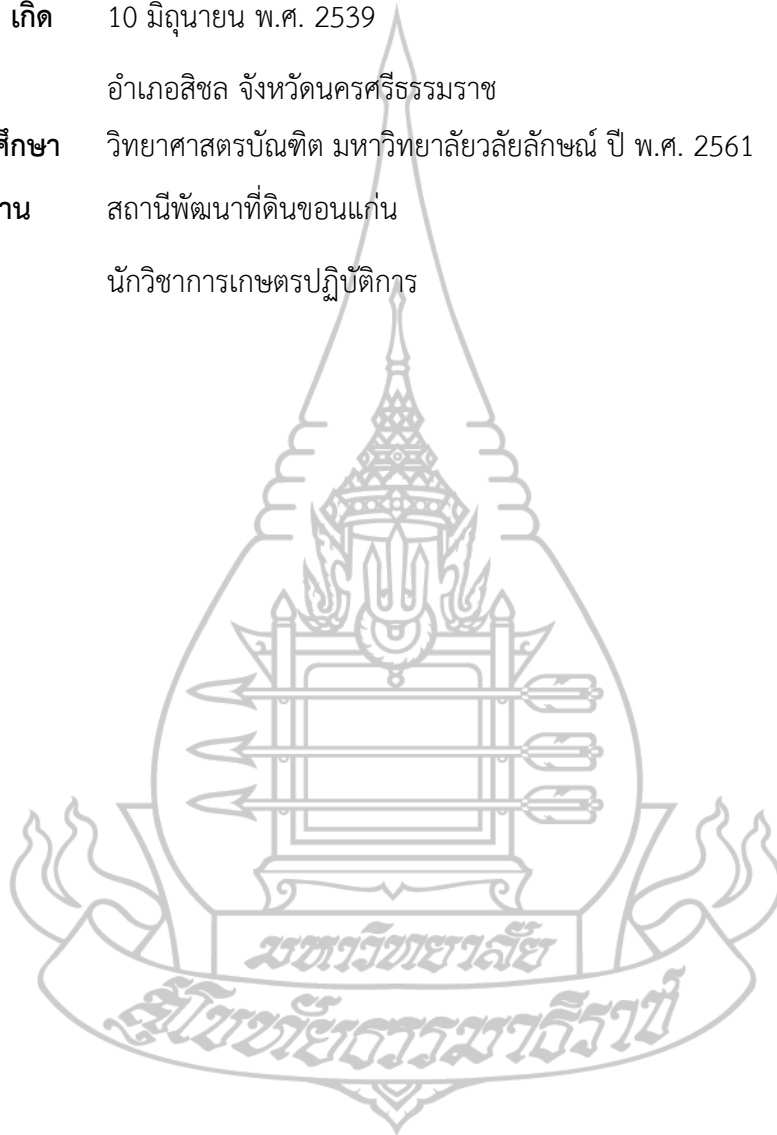 เกิด 10 มิถุนายน พ.ศ. 2539
อำเภอสิชล จังหวัดนครศรีธรรมราช
ศึกษา วิทยาศาสตรบัณฑิต มหาวิทยาลัยวลัยลักษณ์ ปี พ.ศ. 2561
าน สถานีพัฒนาที่ดินขอนแก่น
นักวิชาการเกษตรปฏิบัติการ
มหาวิทยาลัย
สุโขทัยธรรมาธิราช